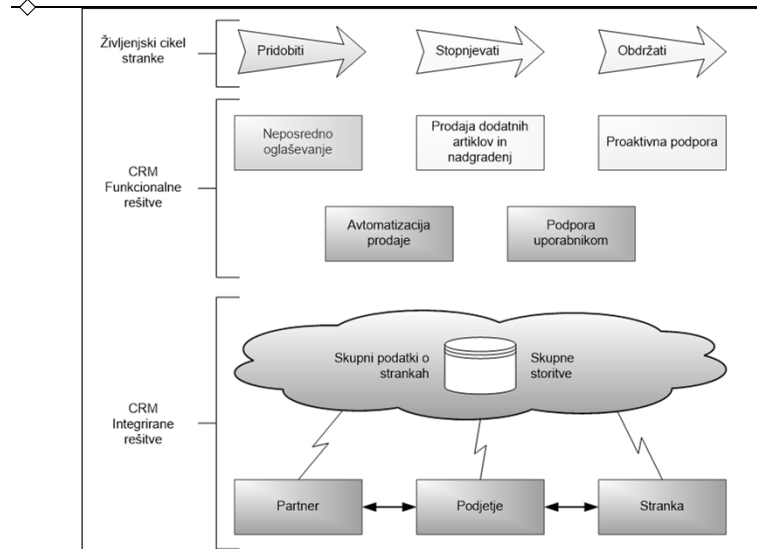 Življenjski cikel
stranke
Pridobiti
Stopnjevati
Obdržati
CRM
Funkcionalne
rešitve
Neposredno
oglaševanje
Prodaja dodatnih
artiklov in
nadgradenj
Proaktivna podpora
Avtomatizacija
prodaje
Podpora
uporabnikom
CRM
Integrirane
rešitve
Skupni podatki o
strankah
Skupne
storitve
Partner
Podjetje
Stranka